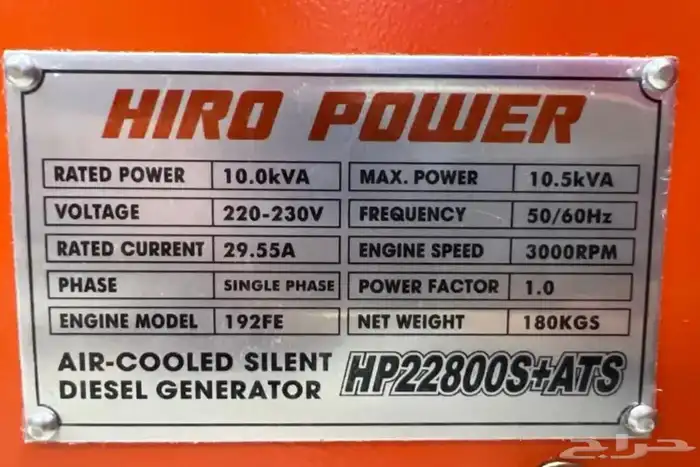 HIRO POWER
RATED POWER 10.0kVA MAX. POWER 10.5kVA
VOLTAGE 220-230V FREQUENCY 50/60Hz
RATED CURRENT 29.55A ENGINE SPEED 3000RPM
PHASE SINGLE PHASE POWER FACTOR 1.0
ENGINE MODEL 192FE NET WEIGHT 180KGS
AIR-COOLED SILENT
DIESEL GENERATOR HP22800S+ATS
حراج